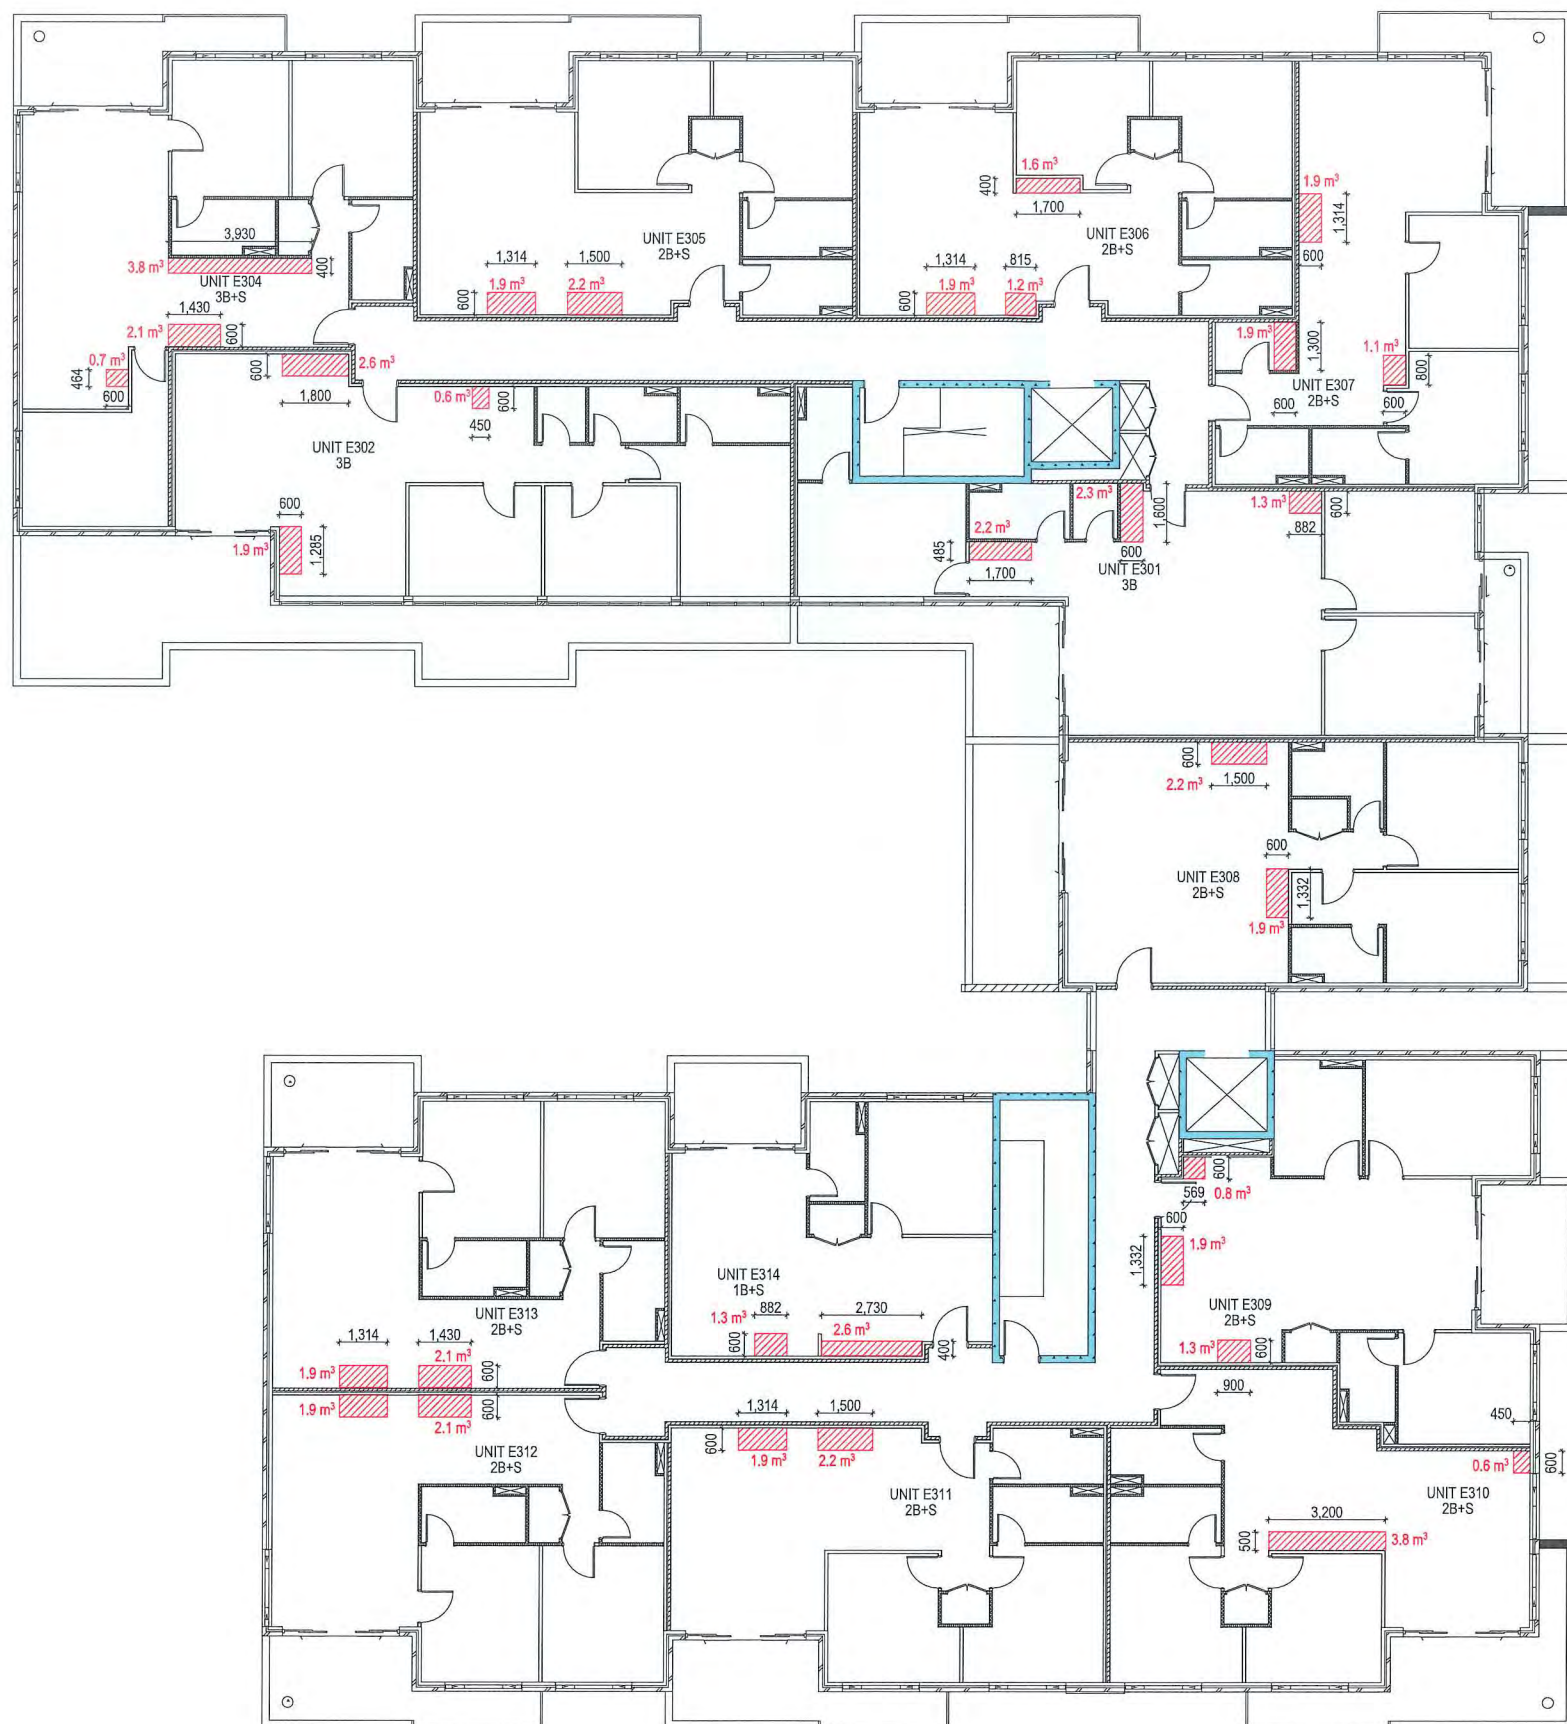 1.6 m³
400
1,700
1.9 m³
1,314
600
3,930
3.8 m³
400
UNIT E304
3B+S
1,430
2.1 m³
600
0.7 m³
464
600
UNIT E305
2B+S
1,314
1,500
1.9 m³
2.2 m³
600
UNIT E306
2B+S
1,314
815
1.9 m³
1.2 m³
600
1.9 m³
1,300
1.1 m³
800
UNIT E307
2B+S
600
600
600
2.6 m³
1,800
0.6 m³
600
450
UNIT E302
3B
600
1.9 m³
1,285
2.3 m³
1,600
2.2 m³
485
1,700
600
UNIT E301
3B
1.3 m³
600
882
600
2.2 m³
1,500
600
UNIT E308
2B+S
1,332
1.9 m³
600
569
0.8 m³
600
1.9 m³
1,332
UNIT E309
2B+S
1.3 m³
600
900
UNIT E314
1B+S
882
2,730
1.3 m³
2.6 m³
600
400
UNIT E313
2B+S
1,314
1,430
1.9 m³
2.1 m³
600
1.9 m³
2.1 m³
600
UNIT E312
2B+S
1,314
1,500
600
1.9 m³
2.2 m³
UNIT E311
2B+S
450
0.6 m³
600
UNIT E310
2B+S
3,200
500
3.8 m³